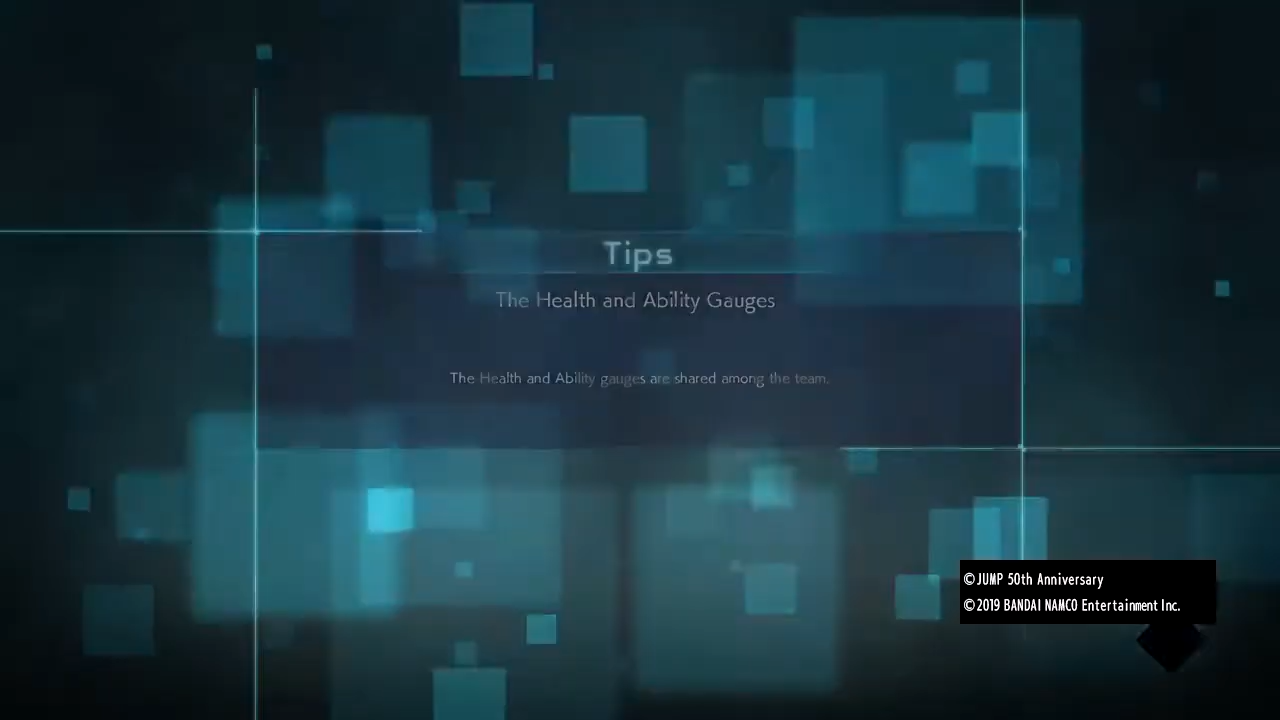 Tips
The Health and Ability Gauges
The Health and Ability gauges are shared among the team.
©JUMP 50th Anniversary
©2019 BANDAI NAMCO Entertainment Inc.